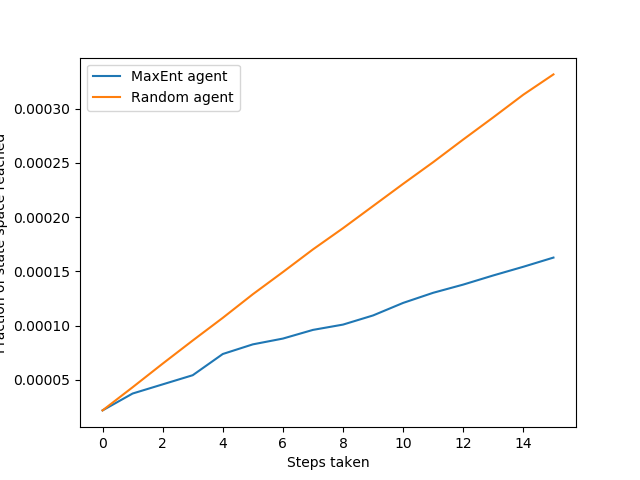 MaxEnt agent
Random agent
0.00030
0.00025
0.00020
0.00015
0.00010
0.00005
Fraction of state space reached
0 2 4 6 8 10 12 14
Steps taken